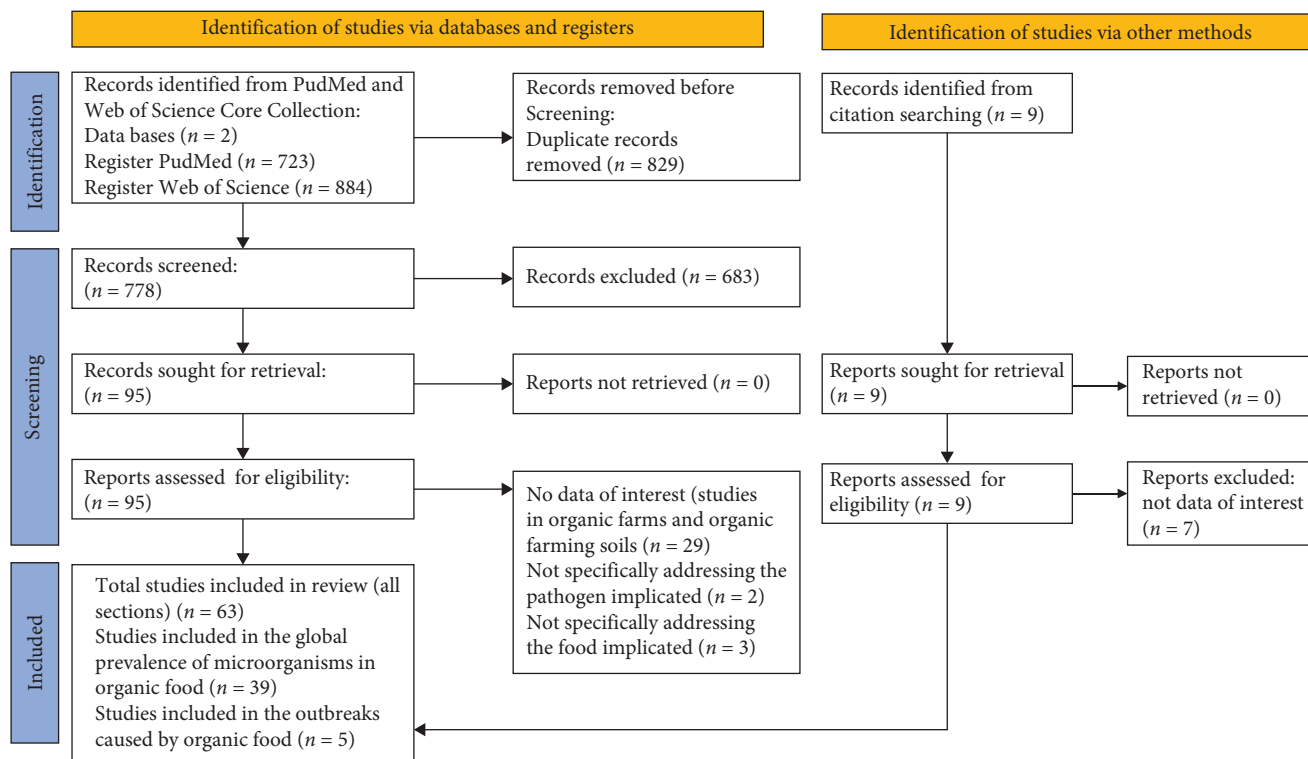 Identification of studies via databases and registers
Identification of studies via other methods
Identification
Records identified from PudMed and
Web of Science Core Collection:
Data bases (n = 2)
Register PudMed (n = 723)
Register Web of Science (n = 884)
Records removed before
Screening:
Duplicate records
removed (n = 829)
Records identified from
citation searching (n = 9)
Screening
Records screened:
(n = 778)
Records excluded (n = 683)
Records sought for retrieval:
(n = 95)
Reports not retrieved (n = 0)
Reports sought for retrieval
(n = 9)
Reports not
retrieved (n = 0)
Reports assessed for eligibility:
(n = 95)
No data of interest (studies
in organic farms and organic
farming soils (n = 29)
Not specifically addressing the
pathogen implicated (n = 2)
Not specifically addressing
the food implicated (n = 3)
Reports assessed for
eligibility (n = 9)
Reports excluded:
not data of interest
(n = 7)
Included
Total studies included in review (all
sections) (n = 63)
Studies included in the global
prevalence of microorganisms in
organic food (n = 39)
Studies included in the outbreaks
caused by organic food (n = 5)